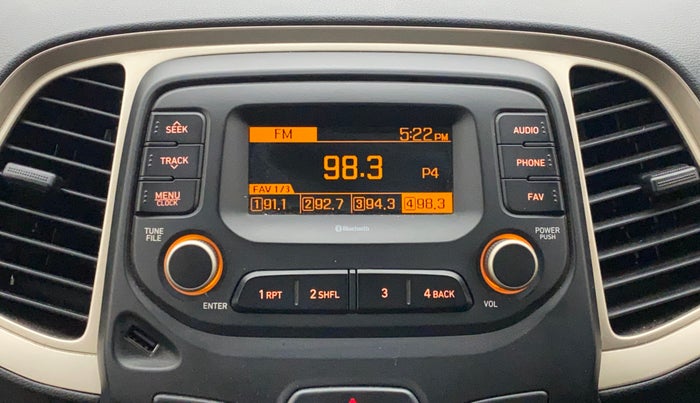 SEEK
TRACK
MENU
CLOCK
FM
5:22 PM
98.3
P4
FAV 1/3
1 91.1 2 92.7 3 94.3 4 98.3
Bluetooth
AUDIO
PHONE
FAV
TUNE
FILE
ENTER
1 RPT
2 SHFL
3
4 BACK
POWER
PUSH
VOL